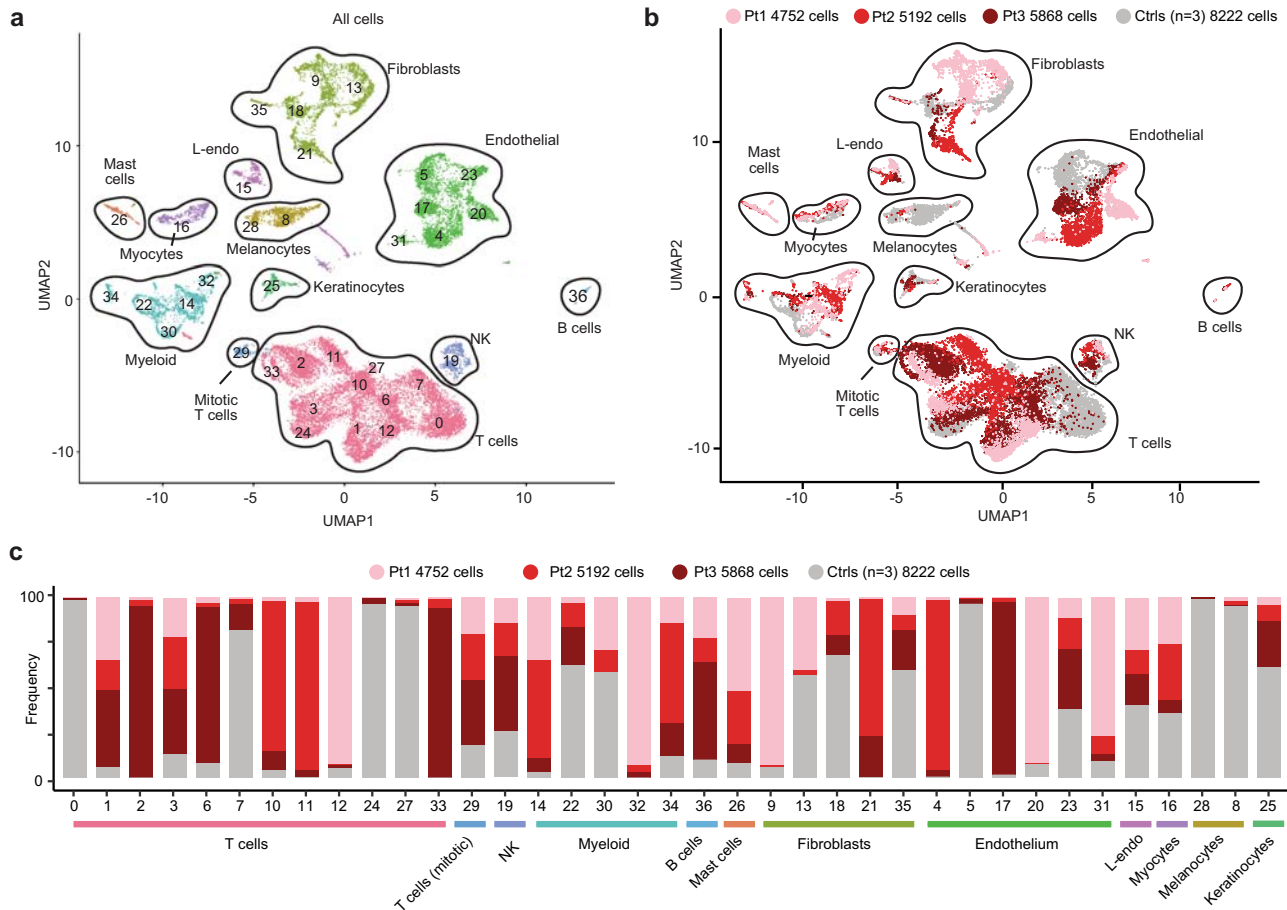 a
All cells
Fibroblasts
9
13
35
18
21
10
L-endo
Endothelial
Mast
cells
15
5
23
26
16
28
8
17
20
Myocytes
Melanocytes
31
4
UMAP2
34
22
32
14
25
Keratinocytes
36
0
30
B cells
Myeloid
NK
29
2
11
27
19
33
10
7
Mitotic
T cells
3
6
24
1
12
0
T cells
-10
-10
-5
0
5
10
UMAP1
b
Pt1 4752 cells
Pt2 5192 cells
Pt3 5868 cells
Ctrls (n=3) 8222 cells
Fibroblasts
10
L-endo
Endothelial
Mast
cells
Myocytes
Melanocytes
UMAP2
Keratinocytes
0
B cells
Myeloid
NK
Mitotic
T cells
T cells
-10
-10
-5
0
5
10
UMAP1
c
Pt1 4752 cells
Pt2 5192 cells
Pt3 5868 cells
Ctrls (n=3) 8222 cells
100
Frequency
0
0 1 2 3 6 7 10 11 12 24 27 33 29 19 14 22 30 32 34 36 26 9 13 18 21 35 4 5 17 20 23 31 15 16 28 8 25
T cells
T cells (mitotic)
NK
Myeloid
B cells
Mast cells
Fibroblasts
Endothelium
L-endo
Myocytes
Melanocytes
Keratinocytes